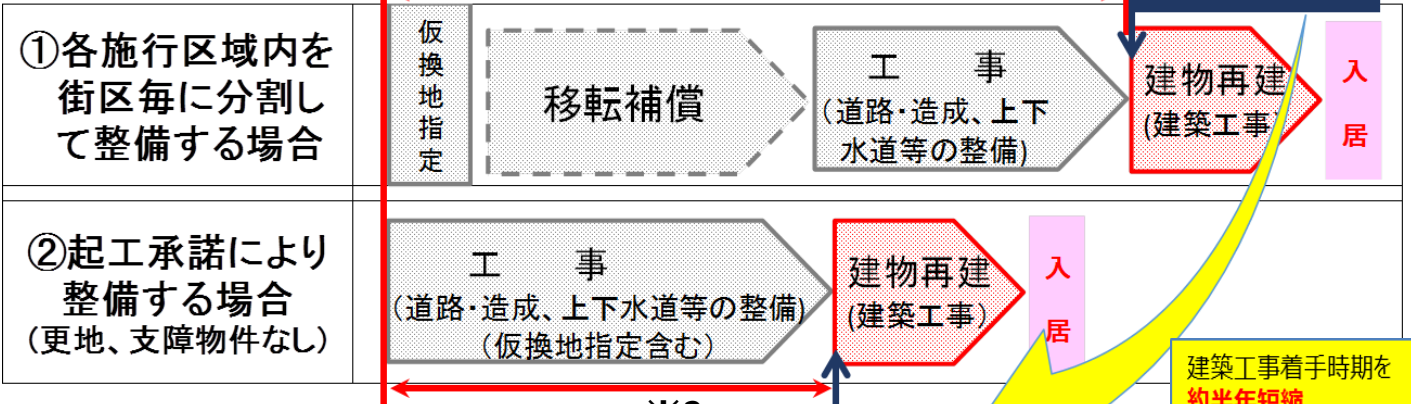 ①各施行区域内を
街区毎に分割し
て整備する場合
仮換地指定
移転補償
工　事
(道路・造成、上下
水道等の整備)
建物再建
(建築工事)
入居
②起工承諾により
整備する場合
(更地、支障物件なし)
工　事
(道路・造成、上下水道等の整備)
(仮換地指定含む)
建物再建
(建築工事)
入居
建築工事着手時期を
約半年短縮